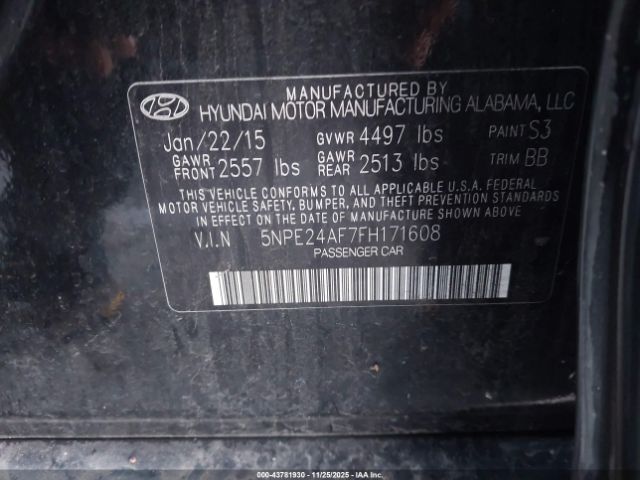 MANUFACTURED BY
HYUNDAI MOTOR MANUFACTURING ALABAMA, LLC
Jan/22/15 GVWR 4497 lbs PAINT S3
GAWR FRONT 2557 lbs GAWR REAR 2513 lbs TRIM BB
THIS VEHICLE CONFORMS TO ALL APPLICABLE U.S.A. FEDERAL
MOTOR VEHICLE SAFETY, BUMPER, AND THEFT PREVENTION STANDARDS
IN EFFECT ON THE DATE OF MANUFACTURE SHOWN ABOVE.
V.I.N 5NPE24AF7FH171608
PASSENGER CAR
000-43781930 - 11/25/2025 - COPART